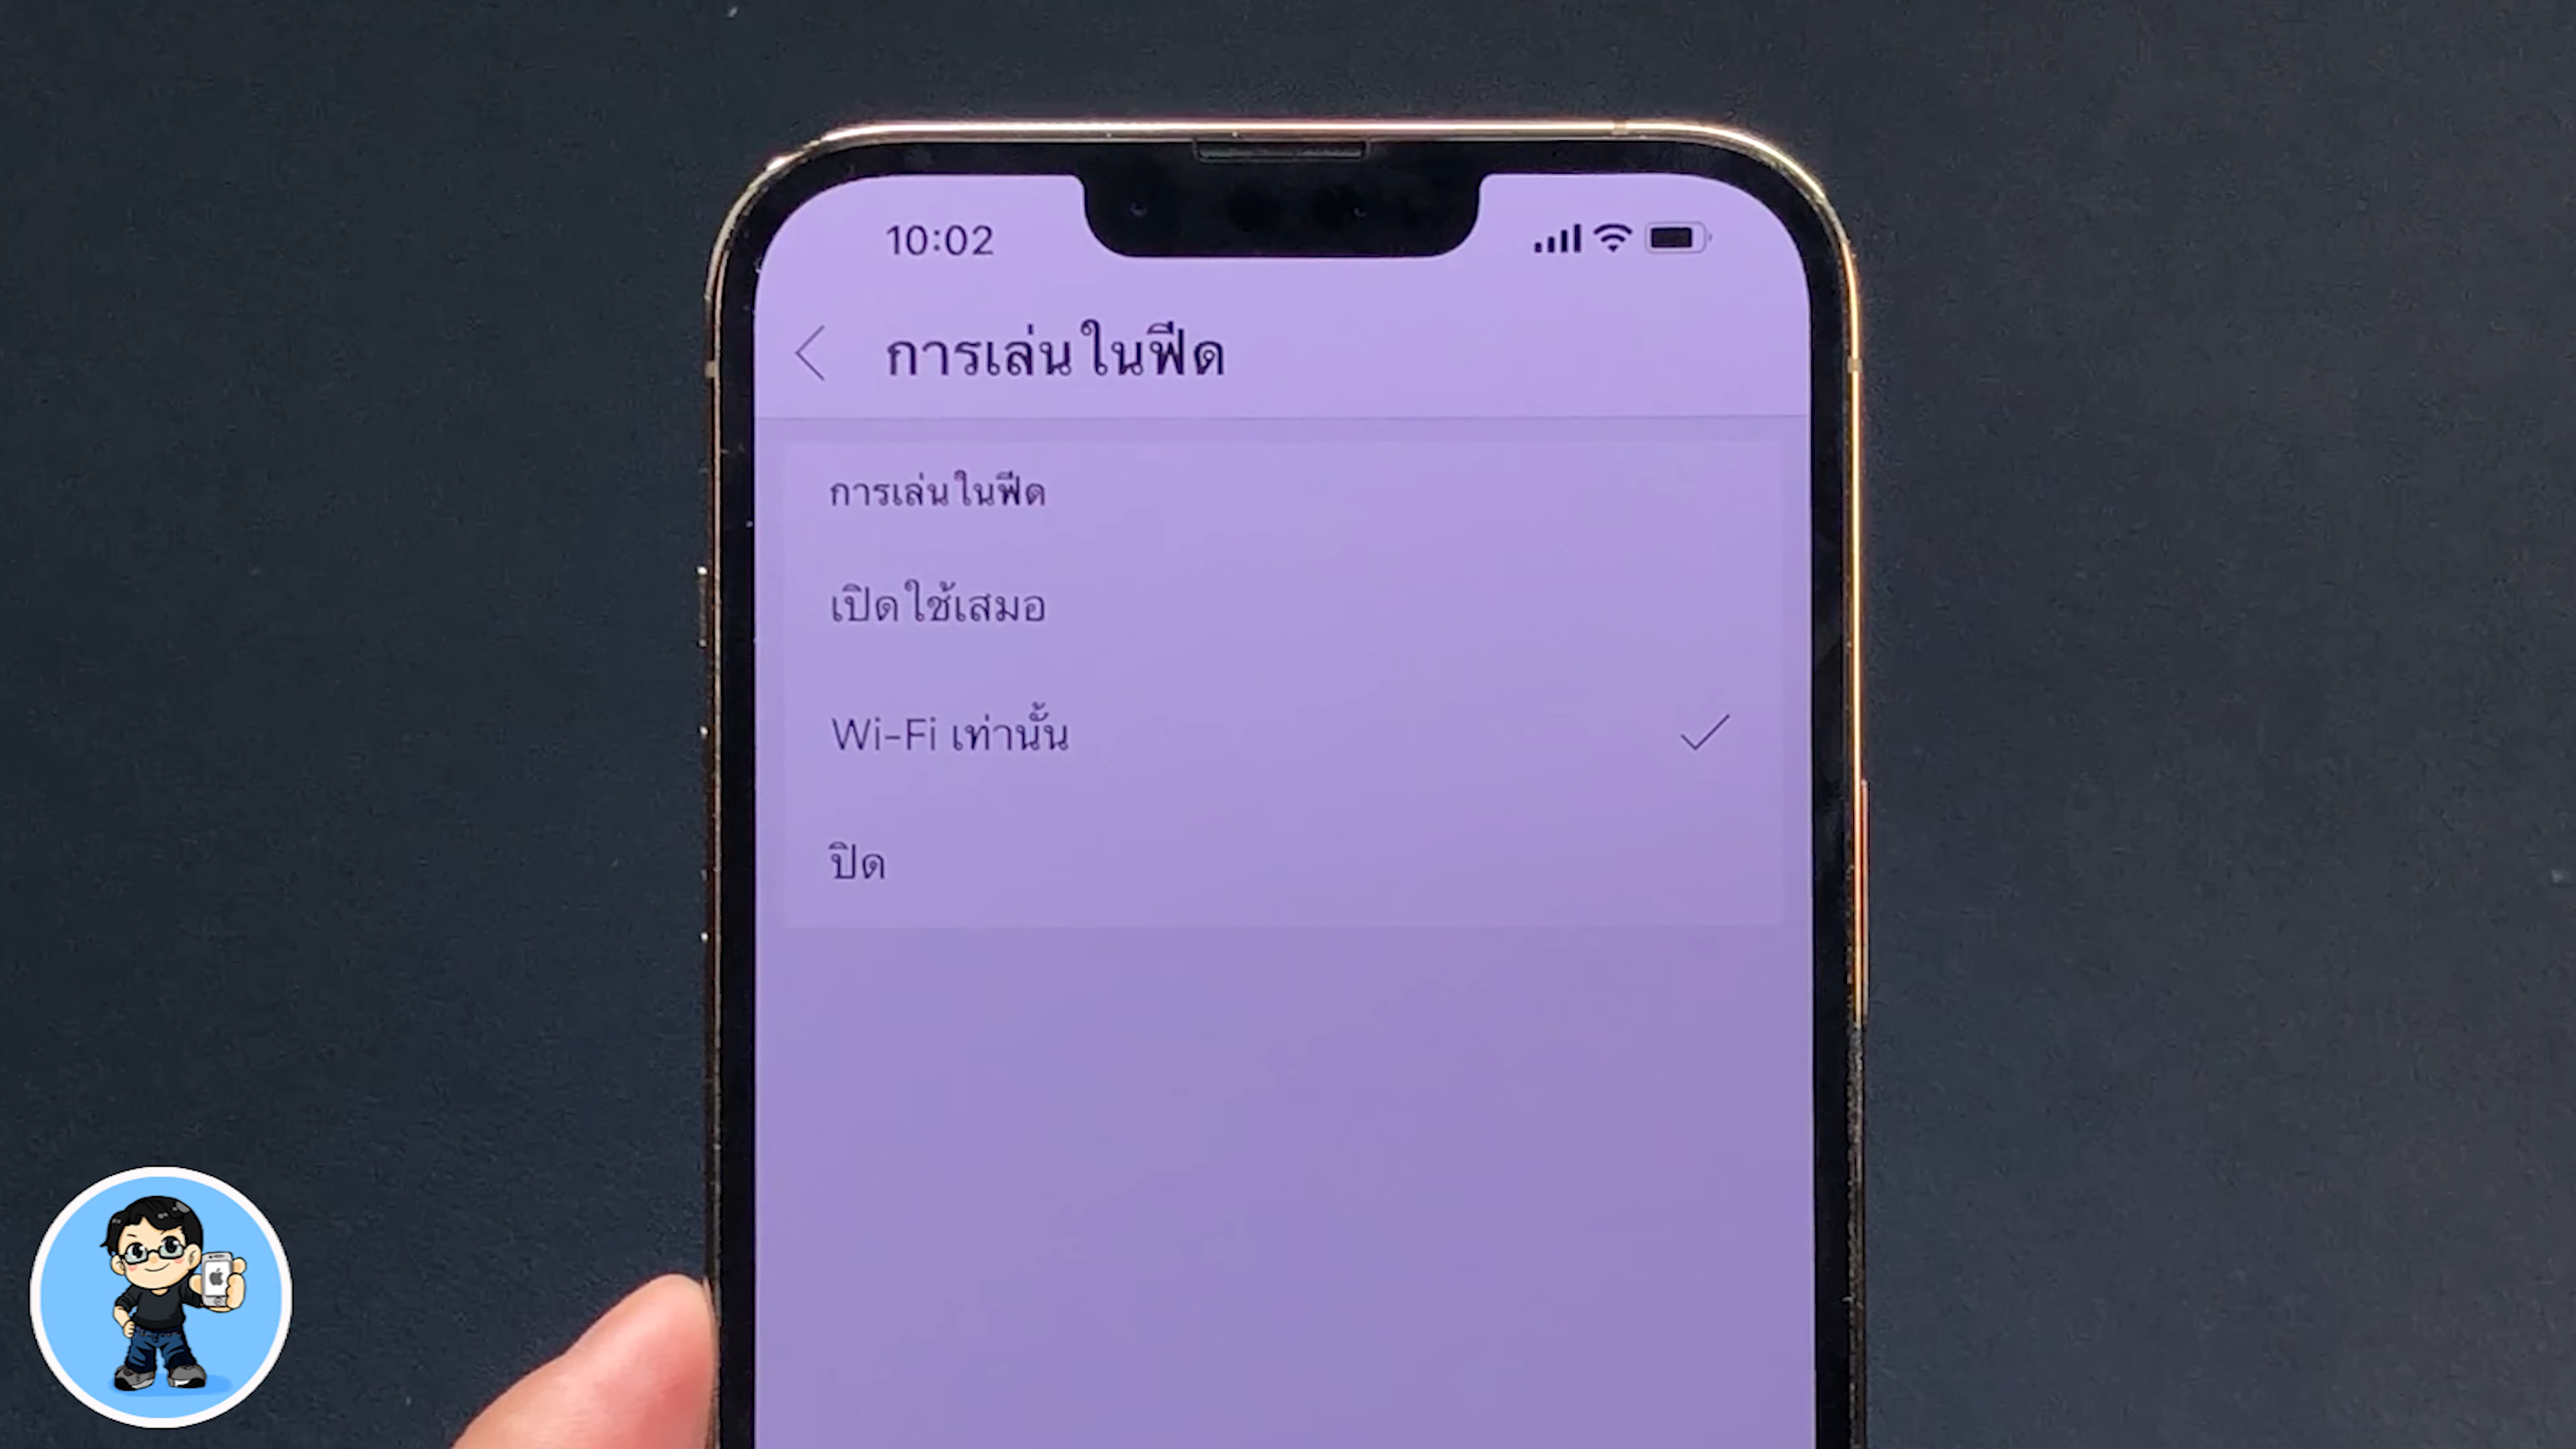 10:02
การเล่นในฟีด
การเล่นในฟีด
เปิดใช้เสมอ
Wi-Fi เท่านั้น
ปิด